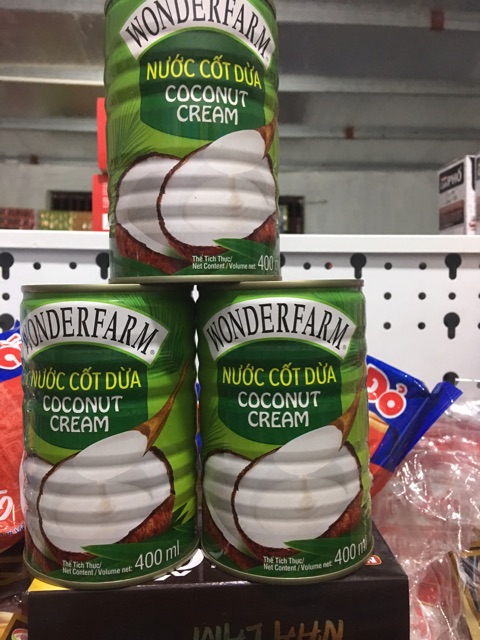 WONDERFARM
NƯỚC CỐT DỪA
COCONUT
CREAM
Thể Tích Thực/
Net Content / Volume net: 400 ml
WONDERFARM®
NƯỚC CỐT DỪA
COCONUT
CREAM
Thể Tích Thực/
Net Content / Volume net: 400 ml
WONDERFARM®
NƯỚC CỐT DỪA
COCONUT
CREAM
Thể Tích Thực/
Net Content / Volume net: 400 ml